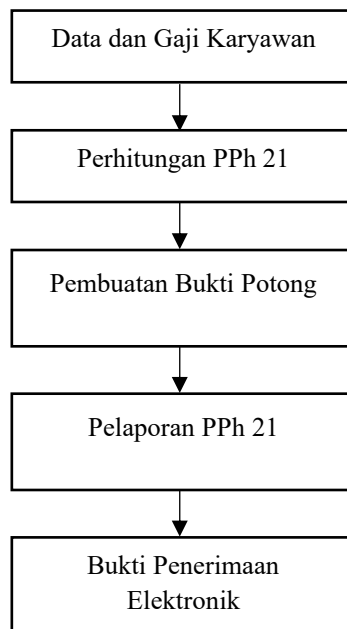 Data dan Gaji Karyawan
Perhitungan PPh 21
Pembuatan Bukti Potong
Pelaporan PPh 21
Bukti Penerimaan
Elektronik